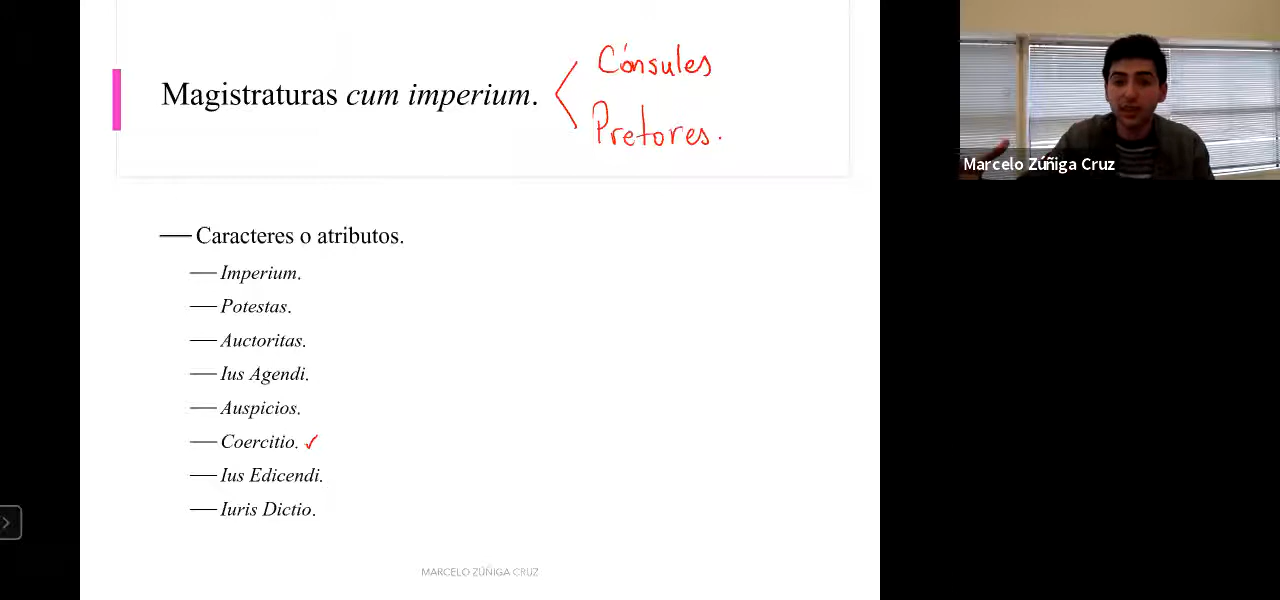 Magistraturas cum imperium.
Cónsules
Pretores.
Marcelo Zúñiga Cruz
Caracteres o atributos.
Imperium.
Potestas.
Auctoritas.
Ius Agendi.
Auspicios.
Coercitio. ✓
Ius Edicendi.
Iuris Dictio.
MARCELO ZÚÑIGA CRUZ